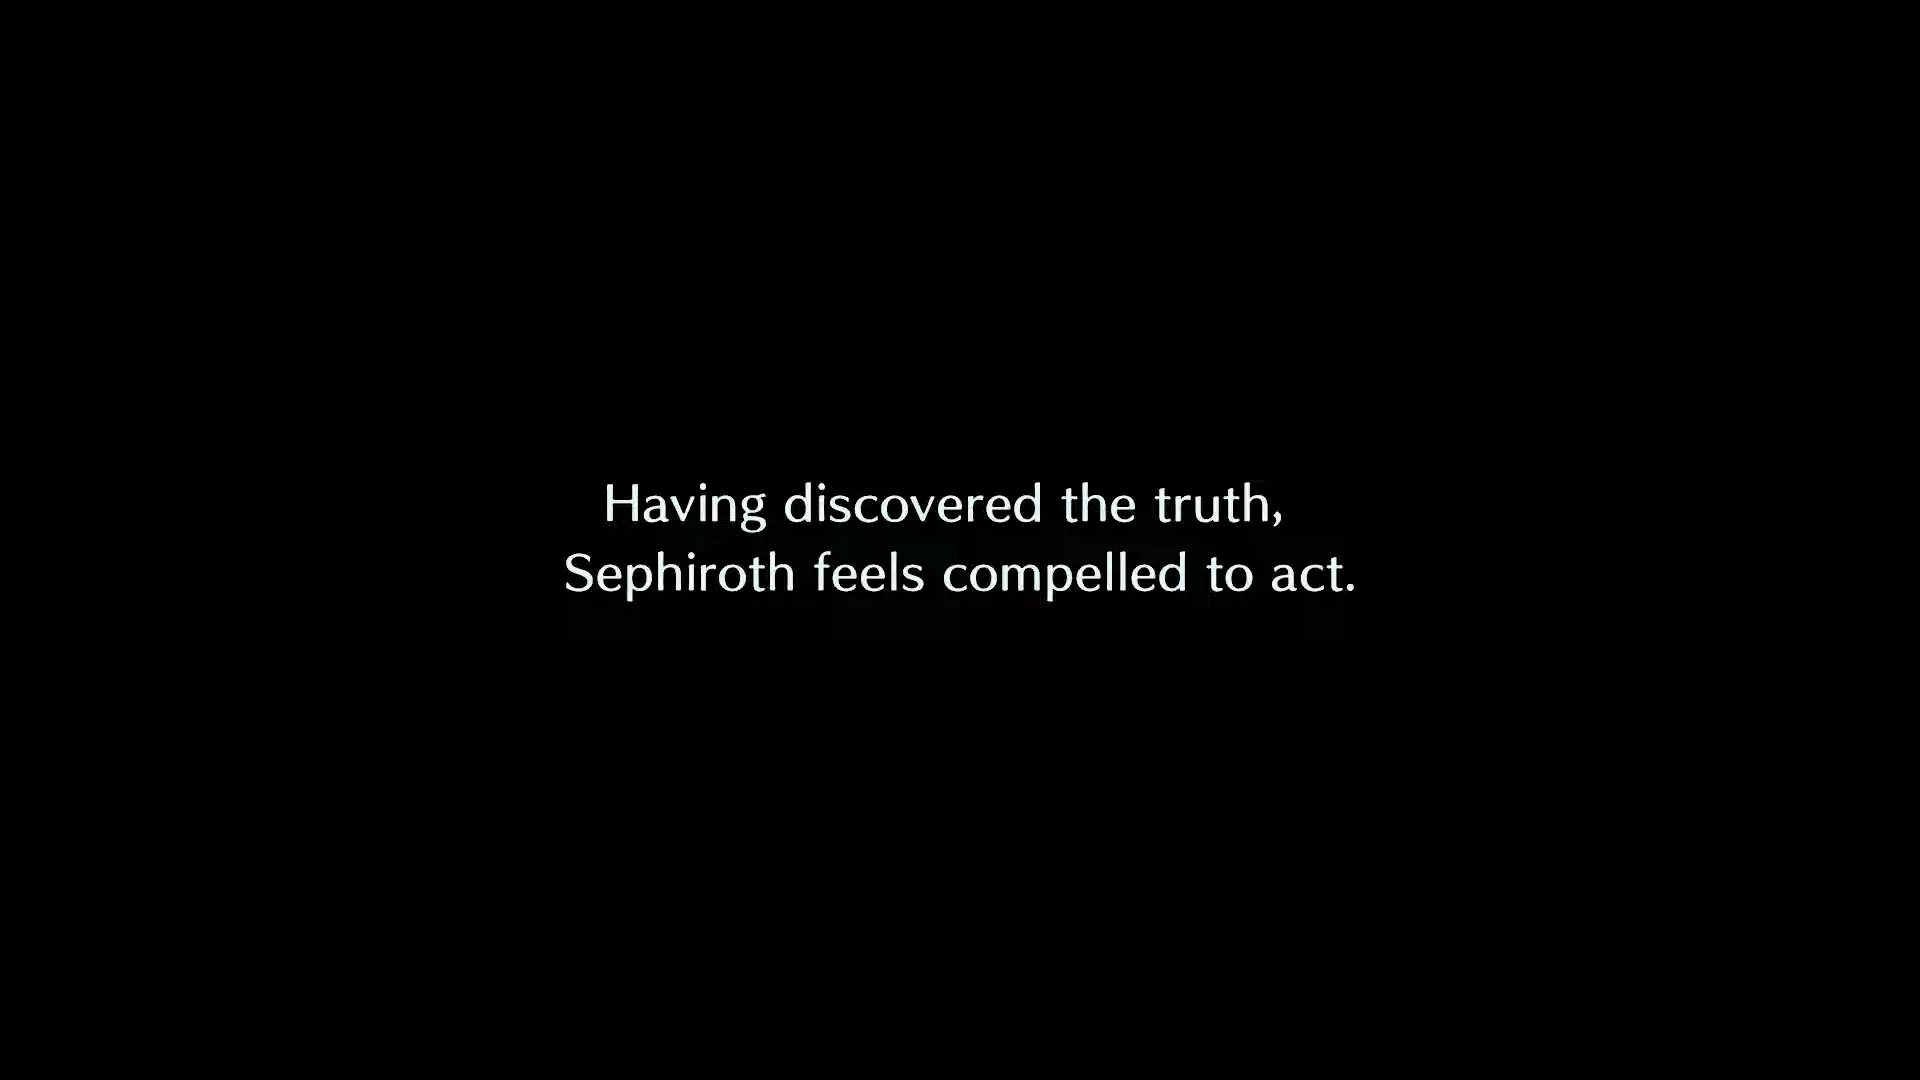 Having discovered the truth,
Sephiroth feels compelled to act.